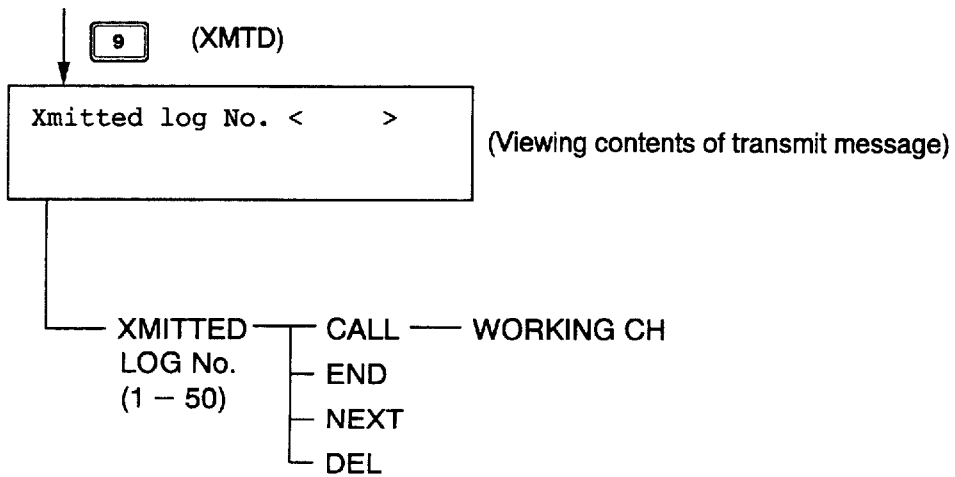 9 (XMTD)
Xmitted log No. < >
(Viewing contents of transmit message)
XMITTED CALL WORKING CH
LOG No. END
(1 – 50) NEXT
DEL